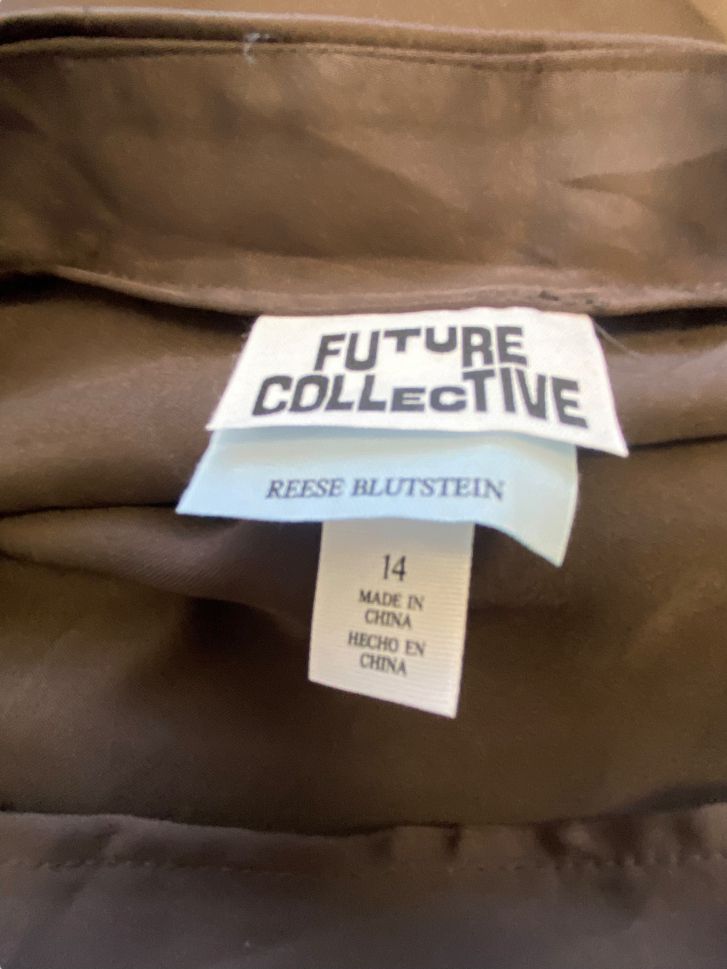 FUTURE
COLLECTIVE
REESE BLUTSTEIN
14
MADE IN
CHINA
HECHO EN
CHINA